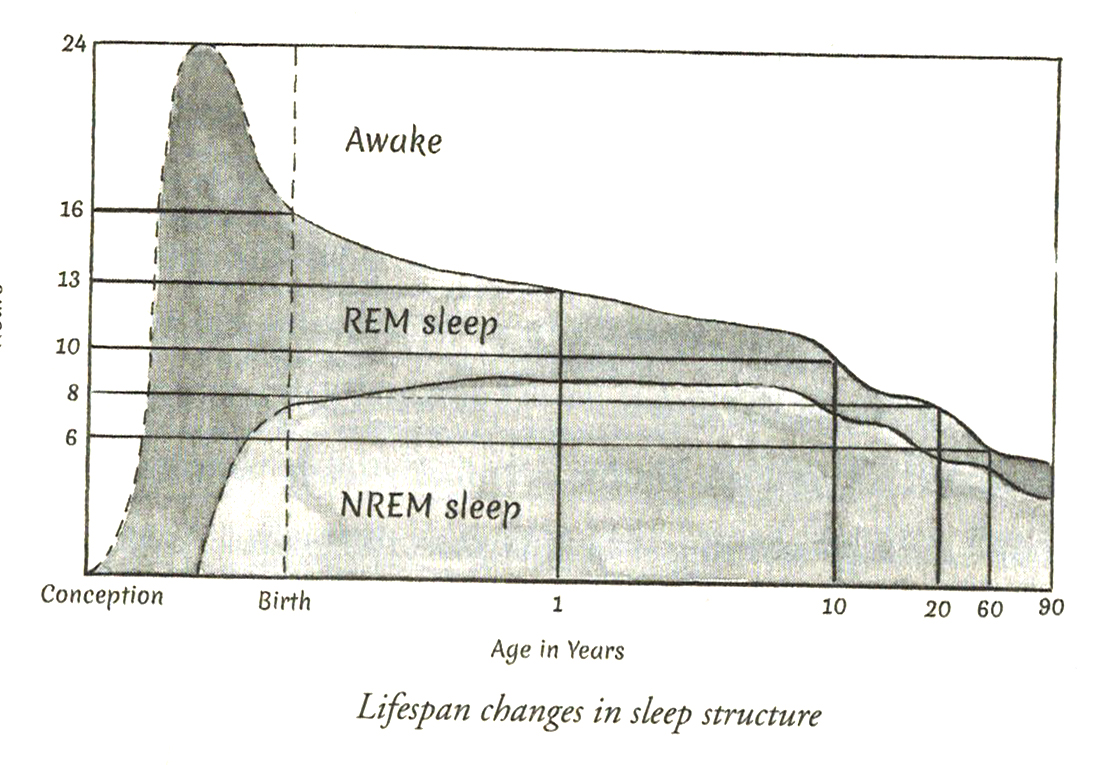 24
Awake
16
13
REM sleep
10
8
6
NREM sleep
Conception Birth 1 10 20 60 90
Age in Years
Lifespan changes in sleep structure